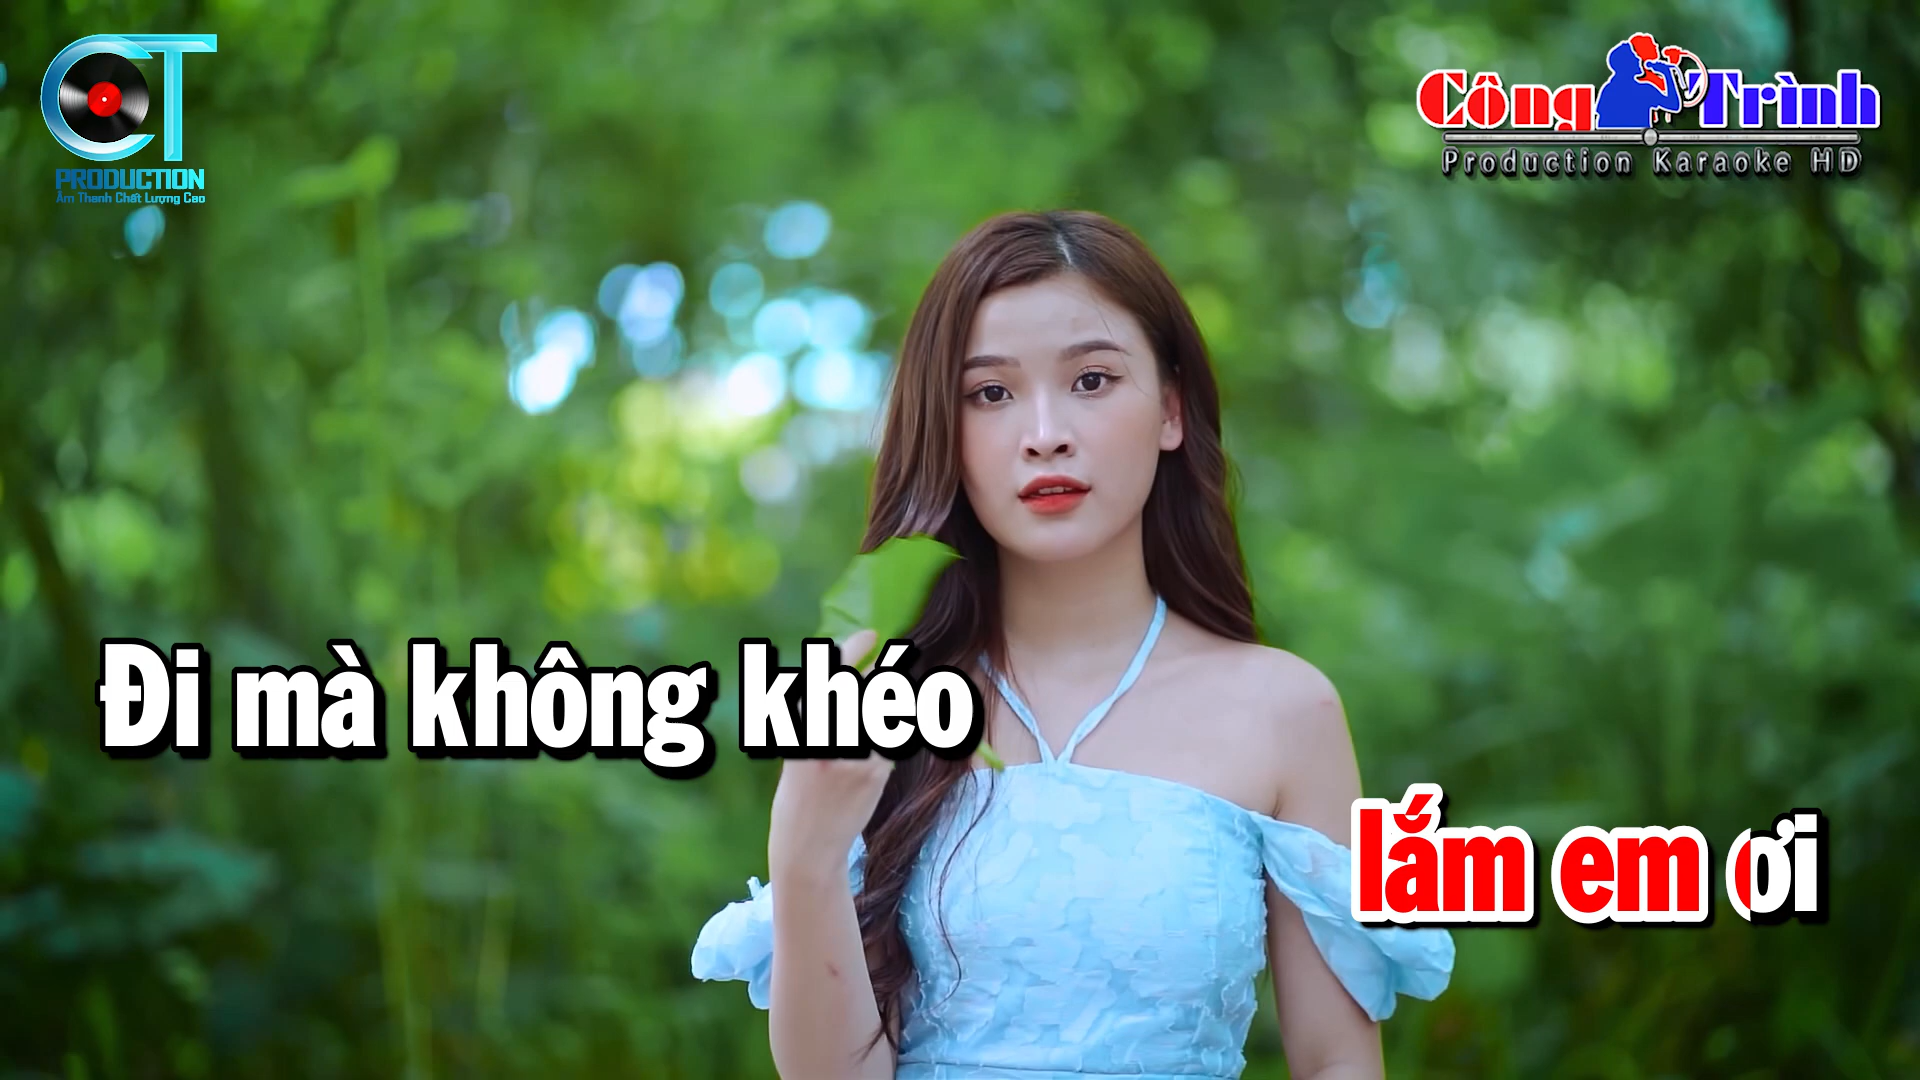 CT
PRODUCTION
Âm Thanh Chất Lượng Cao
Công Trình
Production Karaoke HD
Đi mà không khéo
lắm em ơi